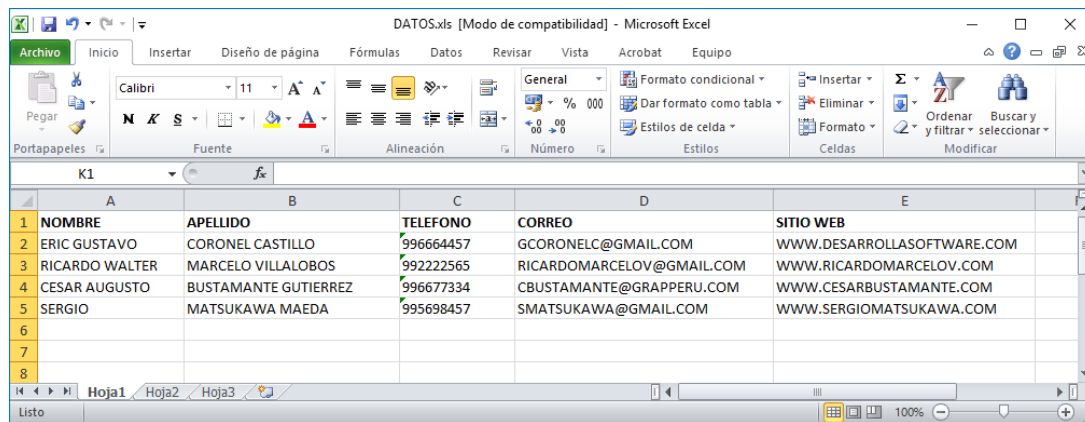 DATOS.xls [Modo de compatibilidad] - Microsoft Excel
Archivo Inicio Insertar Diseño de página Fórmulas Datos Revisar Vista Acrobat Equipo
Pegar
Portapapeles
Calibri 11
N K S
Fuente
Alineación
General
% 000
Número
Formato condicional
Dar formato como tabla
Estilos de celda
Estilos
Insertar
Eliminar
Formato
Celdas
Σ
Ordenar y filtrar
Buscar y seleccionar
Modificar
K1 fx
A B C D E F
1 NOMBRE APELLIDO TELEFONO CORREO SITIO WEB
2 ERIC GUSTAVO CORONEL CASTILLO 996664457 GCORONELC@GMAIL.COM WWW.DESARROLLASOFTWARE.COM
3 RICARDO WALTER MARCELO VILLALOBOS 992222565 RICARDOMARCELOV@GMAIL.COM WWW.RICARDOMARCELOV.COM
4 CESAR AUGUSTO BUSTAMANTE GUTIERREZ 996677334 CBUSTAMANTE@GRAPPERU.COM WWW.CESARBUSTAMANTE.COM
5 SERGIO MATSUKAWA MAEDA 995698457 SMATSUKAWA@GMAIL.COM WWW.SERGIOMATSUKAWA.COM
6
7
8
Hoja1 Hoja2 Hoja3
Listo 100%